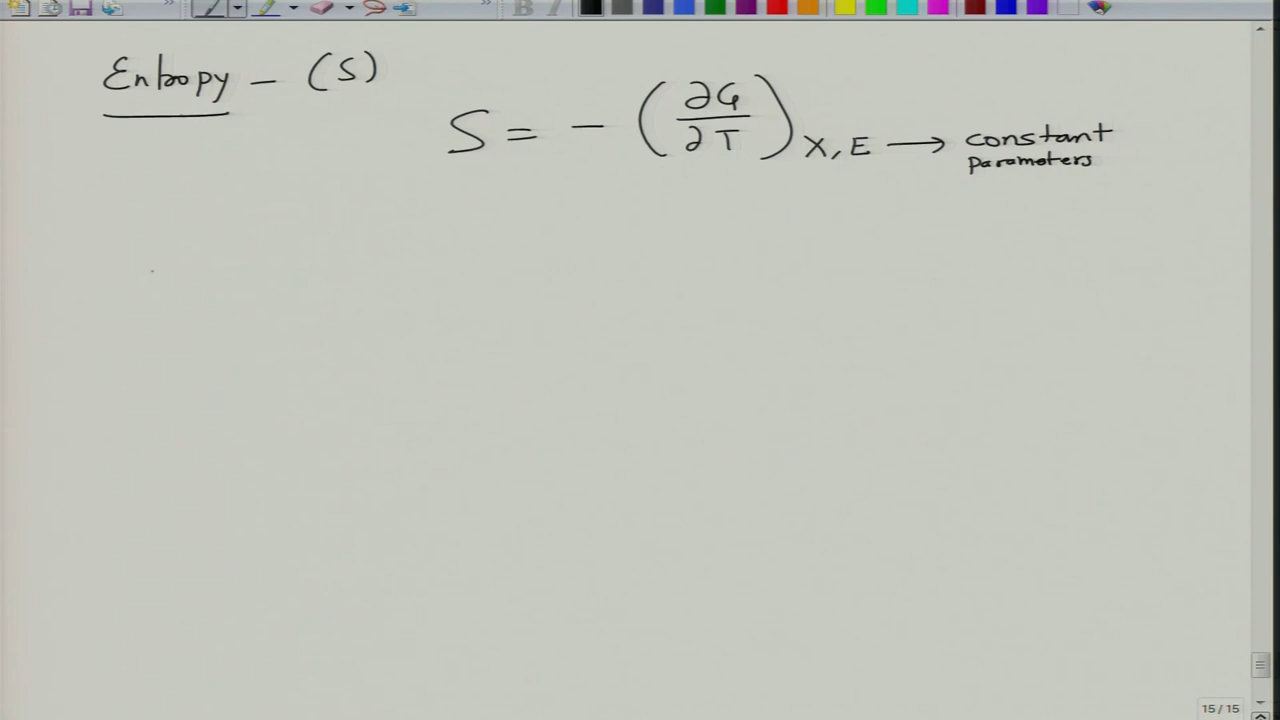 Entropy – (S)
S = – (∂G/∂T)X, E → constant
parameters
15 / 15